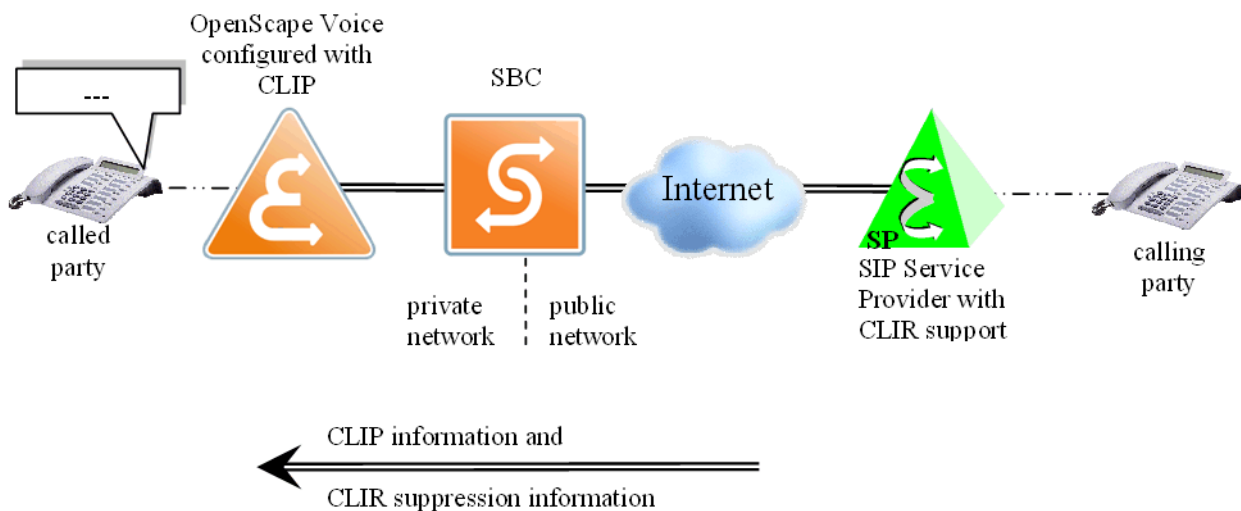 OpenScape Voice
configured with
CLIP
SBC
---
Internet
SP
called
party
SIP Service
Provider with
CLIR support
calling
party
private
network
public
network
CLIP information and
CLIR suppression information